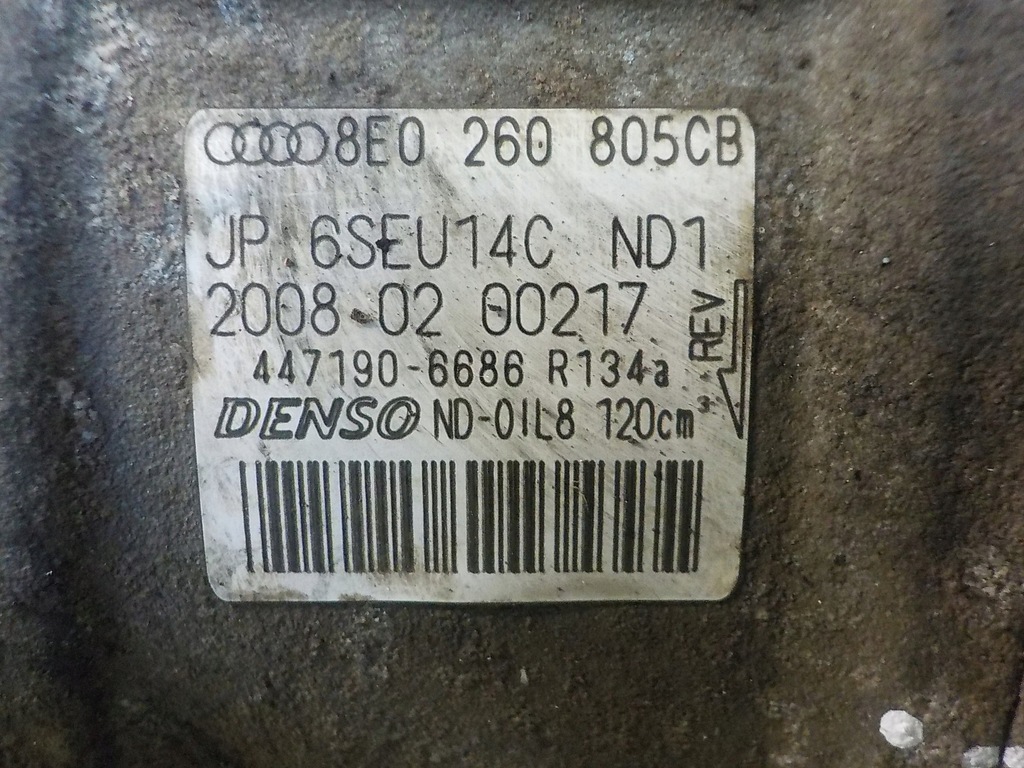 8E0 260 805CB
JP 6SEU14C ND1
2008-02 00217
447190-6686 R134a
DENSO ND-OIL8 120cm³
REV